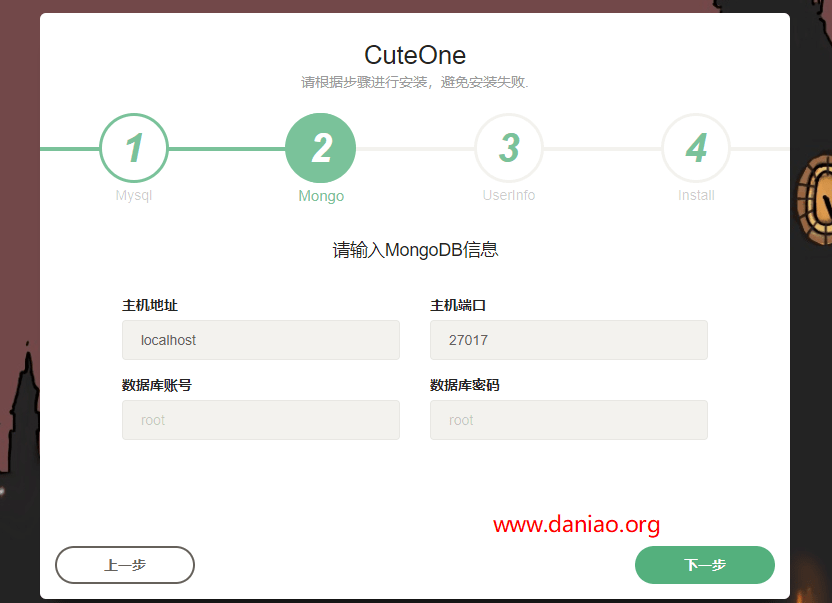 CuteOne
请根据步骤进行安装，避免安装失败.
1 2 3 4
Mysql Mongo UserInfo Install
请输入MongoDB信息
主机地址 主机端口
localhost 27017
数据库账号 数据库密码
root root
www.daniao.org
上一步 下一步